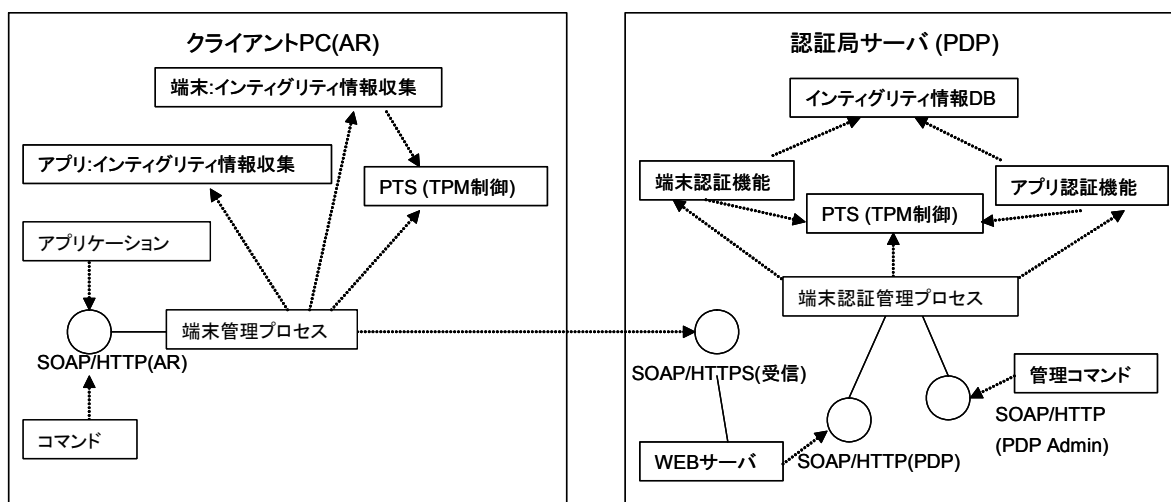 クライアントPC(AR)
端末:インティグリティ情報収集
アプリ:インティグリティ情報収集
PTS (TPM制御)
アプリケーション
端末管理プロセス
SOAP/HTTP(AR)
コマンド
認証局サーバ (PDP)
インティグリティ情報DB
端末認証機能
アプリ認証機能
PTS (TPM制御)
端末認証管理プロセス
SOAP/HTTPS(受信)
管理コマンド
SOAP/HTTP
(PDP Admin)
WEBサーバ
SOAP/HTTP(PDP)